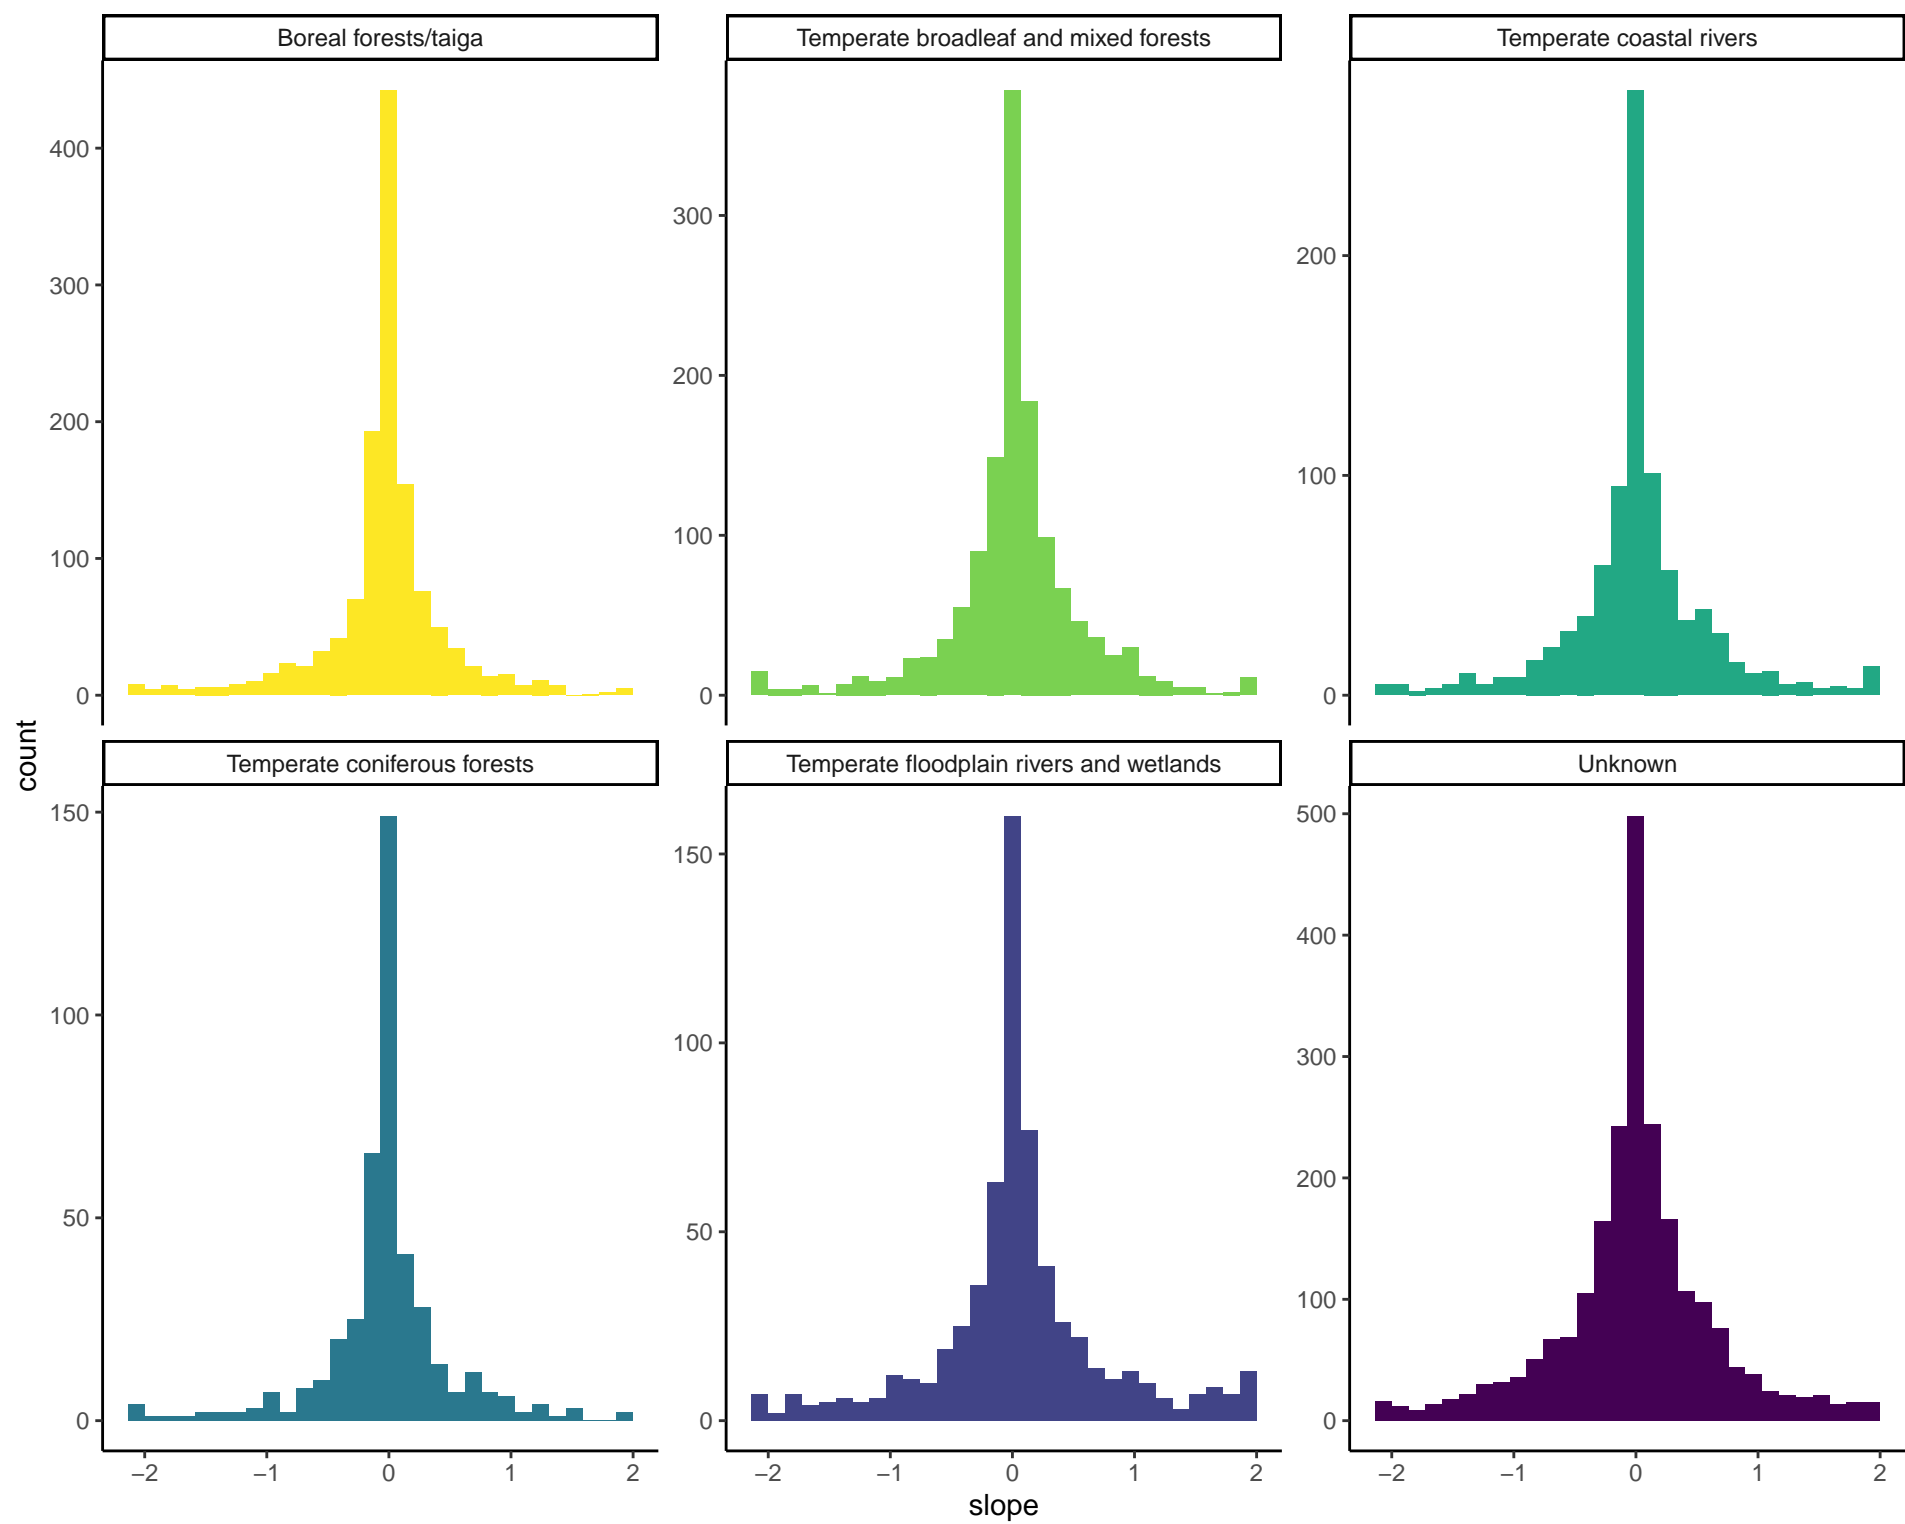 Boreal forests/taiga
Temperate broadleaf and mixed forests
Temperate coastal rivers
400
300
200
100
0
300
200
100
0
200
100
0
count
Temperate coniferous forests
Temperate floodplain rivers and wetlands
Unknown
150
100
50
0
150
100
50
0
500
400
300
200
100
0
−2 −1 0 1 2
−2 −1 0 1 2
−2 −1 0 1 2
slope